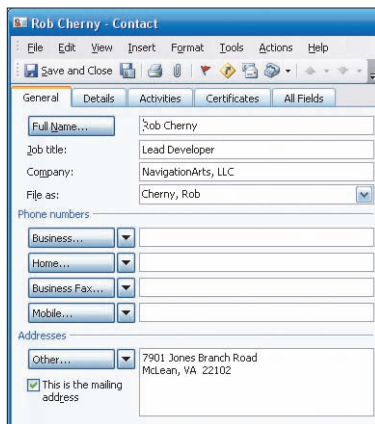 Rob Cherny - Contact
File Edit View Insert Format Tools Actions Help
Save and Close
General Details Activities Certificates All Fields
Full Name... Rob Cherny
Job title: Lead Developer
Company: NavigationArts, LLC
File as: Cherny, Rob
Phone numbers
Business...
Home...
Business Fax...
Mobile...
Addresses
Other... 7901 Jones Branch Road
McLean, VA 22102
This is the mailing
address